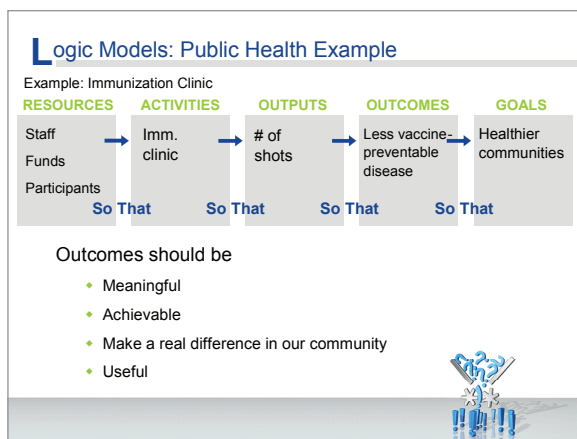 Logic Models: Public Health Example
Example: Immunization Clinic
RESOURCES ACTIVITIES OUTPUTS OUTCOMES GOALS
Staff
Funds
Participants
Imm.
clinic
# of
shots
Less vaccine-
preventable
disease
Healthier
communities
So That So That So That So That
Outcomes should be
Meaningful
Achievable
Make a real difference in our community
Useful